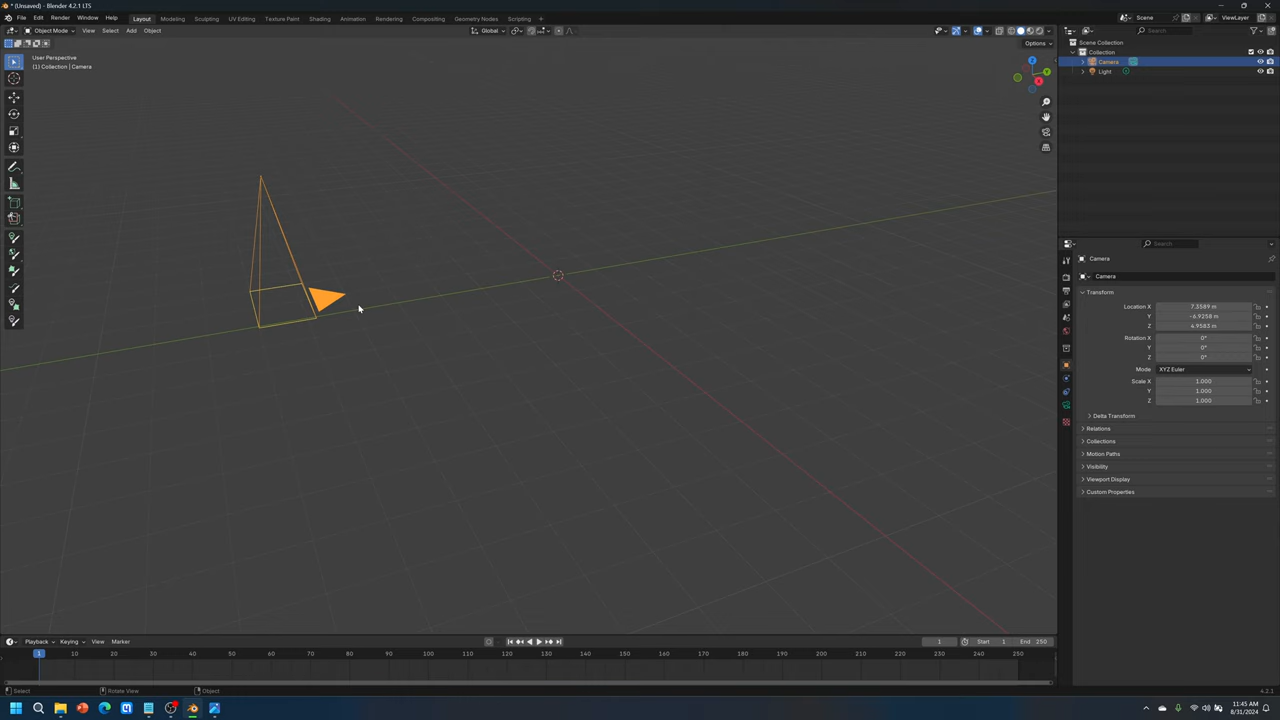 * (Unsaved) - Blender 4.2.1 LTS
File Edit Render Window Help Layout Modeling Sculpting UV Editing Texture Paint Shading Animation Rendering Compositing Geometry Nodes Scripting + Scene ViewLayer
Object Mode View Select Add Object Global Search
Options
User Perspective
(1) Collection | Camera
Scene Collection
Collection
Camera
Light
Search
Camera
Camera
Transform
Location X 7.3589 m
Y -6.9258 m
Z 4.9583 m
Rotation X 0°
Y 0°
Z 0°
Mode XYZ Euler
Scale X 1.000
Y 1.000
Z 1.000
Delta Transform
Relations
Collections
Motion Paths
Visibility
Viewport Display
Custom Properties
Playback Keying View Marker 1 Start 1 End 250
1 10 20 30 40 50 60 70 80 90 100 110 120 130 140 150 160 170 180 190 200 210 220 230 240 250
Select Rotate View Object 4.2.1
11:45 AM
8/31/2024